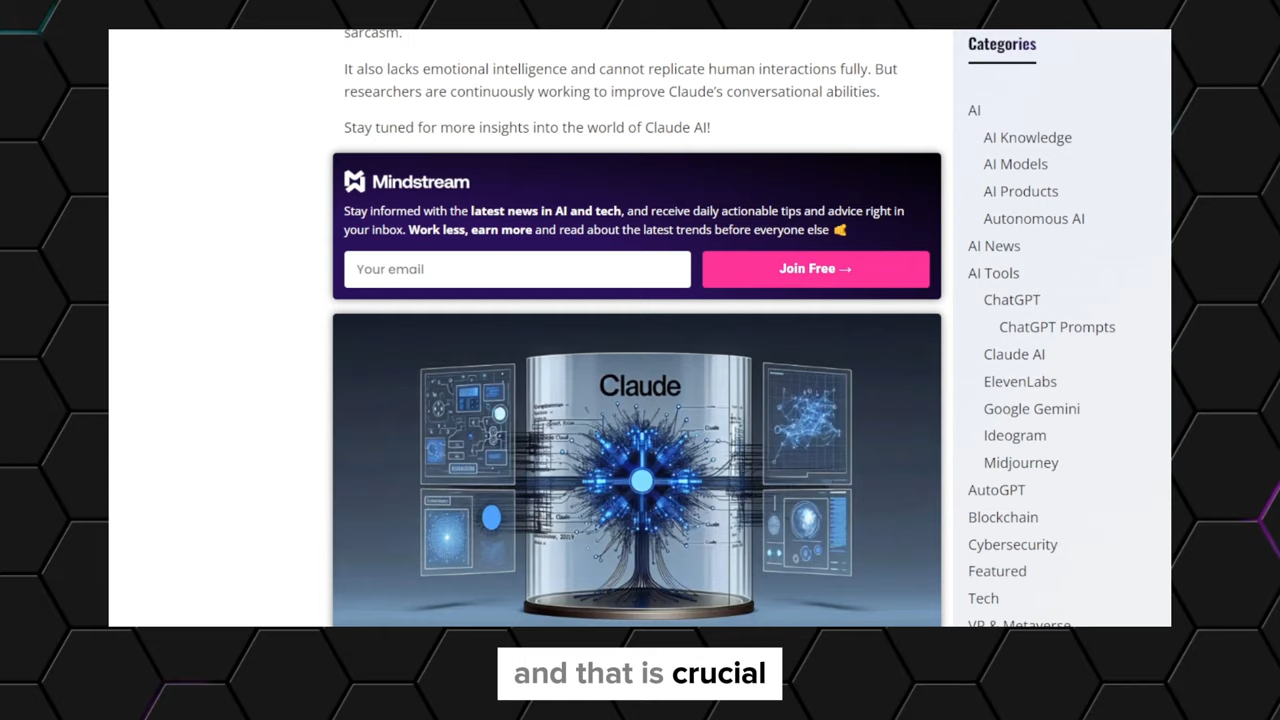 sarcasm.
It also lacks emotional intelligence and cannot replicate human interactions fully. But
researchers are continuously working to improve Claude's conversational abilities.
Stay tuned for more insights into the world of Claude AI!
Mindstream
Stay informed with the latest news in AI and tech, and receive daily actionable tips and advice right in
your inbox. Work less, earn more and read about the latest trends before everyone else 🤙
Your email
Join Free →
Claude
Categories
AI
AI Knowledge
AI Models
AI Products
Autonomous AI
AI News
AI Tools
ChatGPT
ChatGPT Prompts
Claude AI
ElevenLabs
Google Gemini
Ideogram
Midjourney
AutoGPT
Blockchain
Cybersecurity
Featured
Tech
VR & Metaverse
and that is crucial